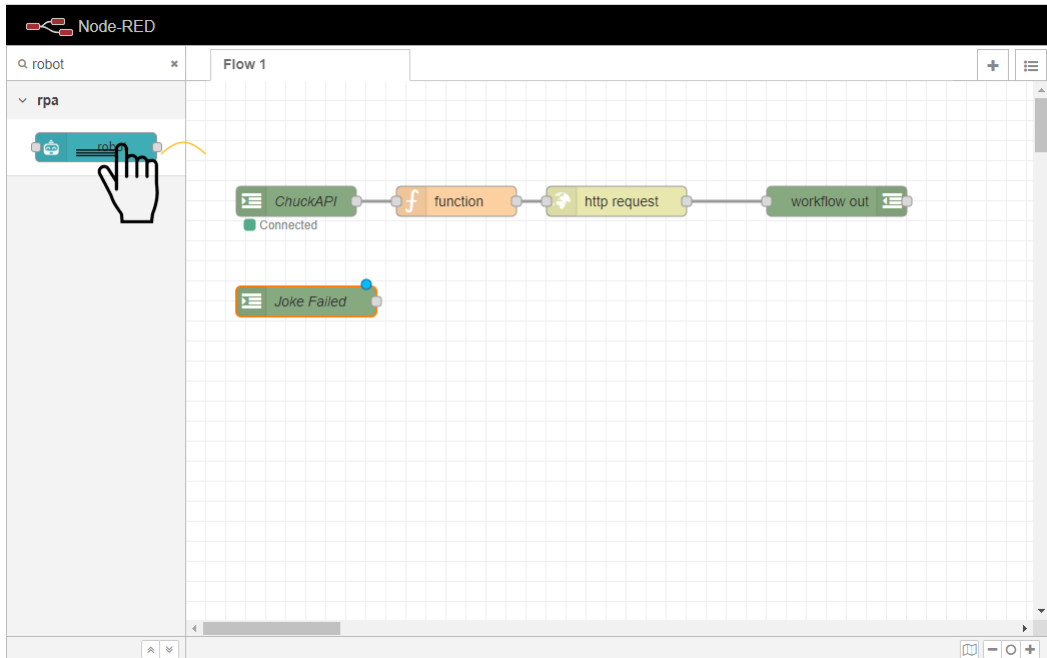 Node-RED
robot
Flow 1
rpa
ChuckAPI
function
http request
workflow out
Connected
Joke Failed